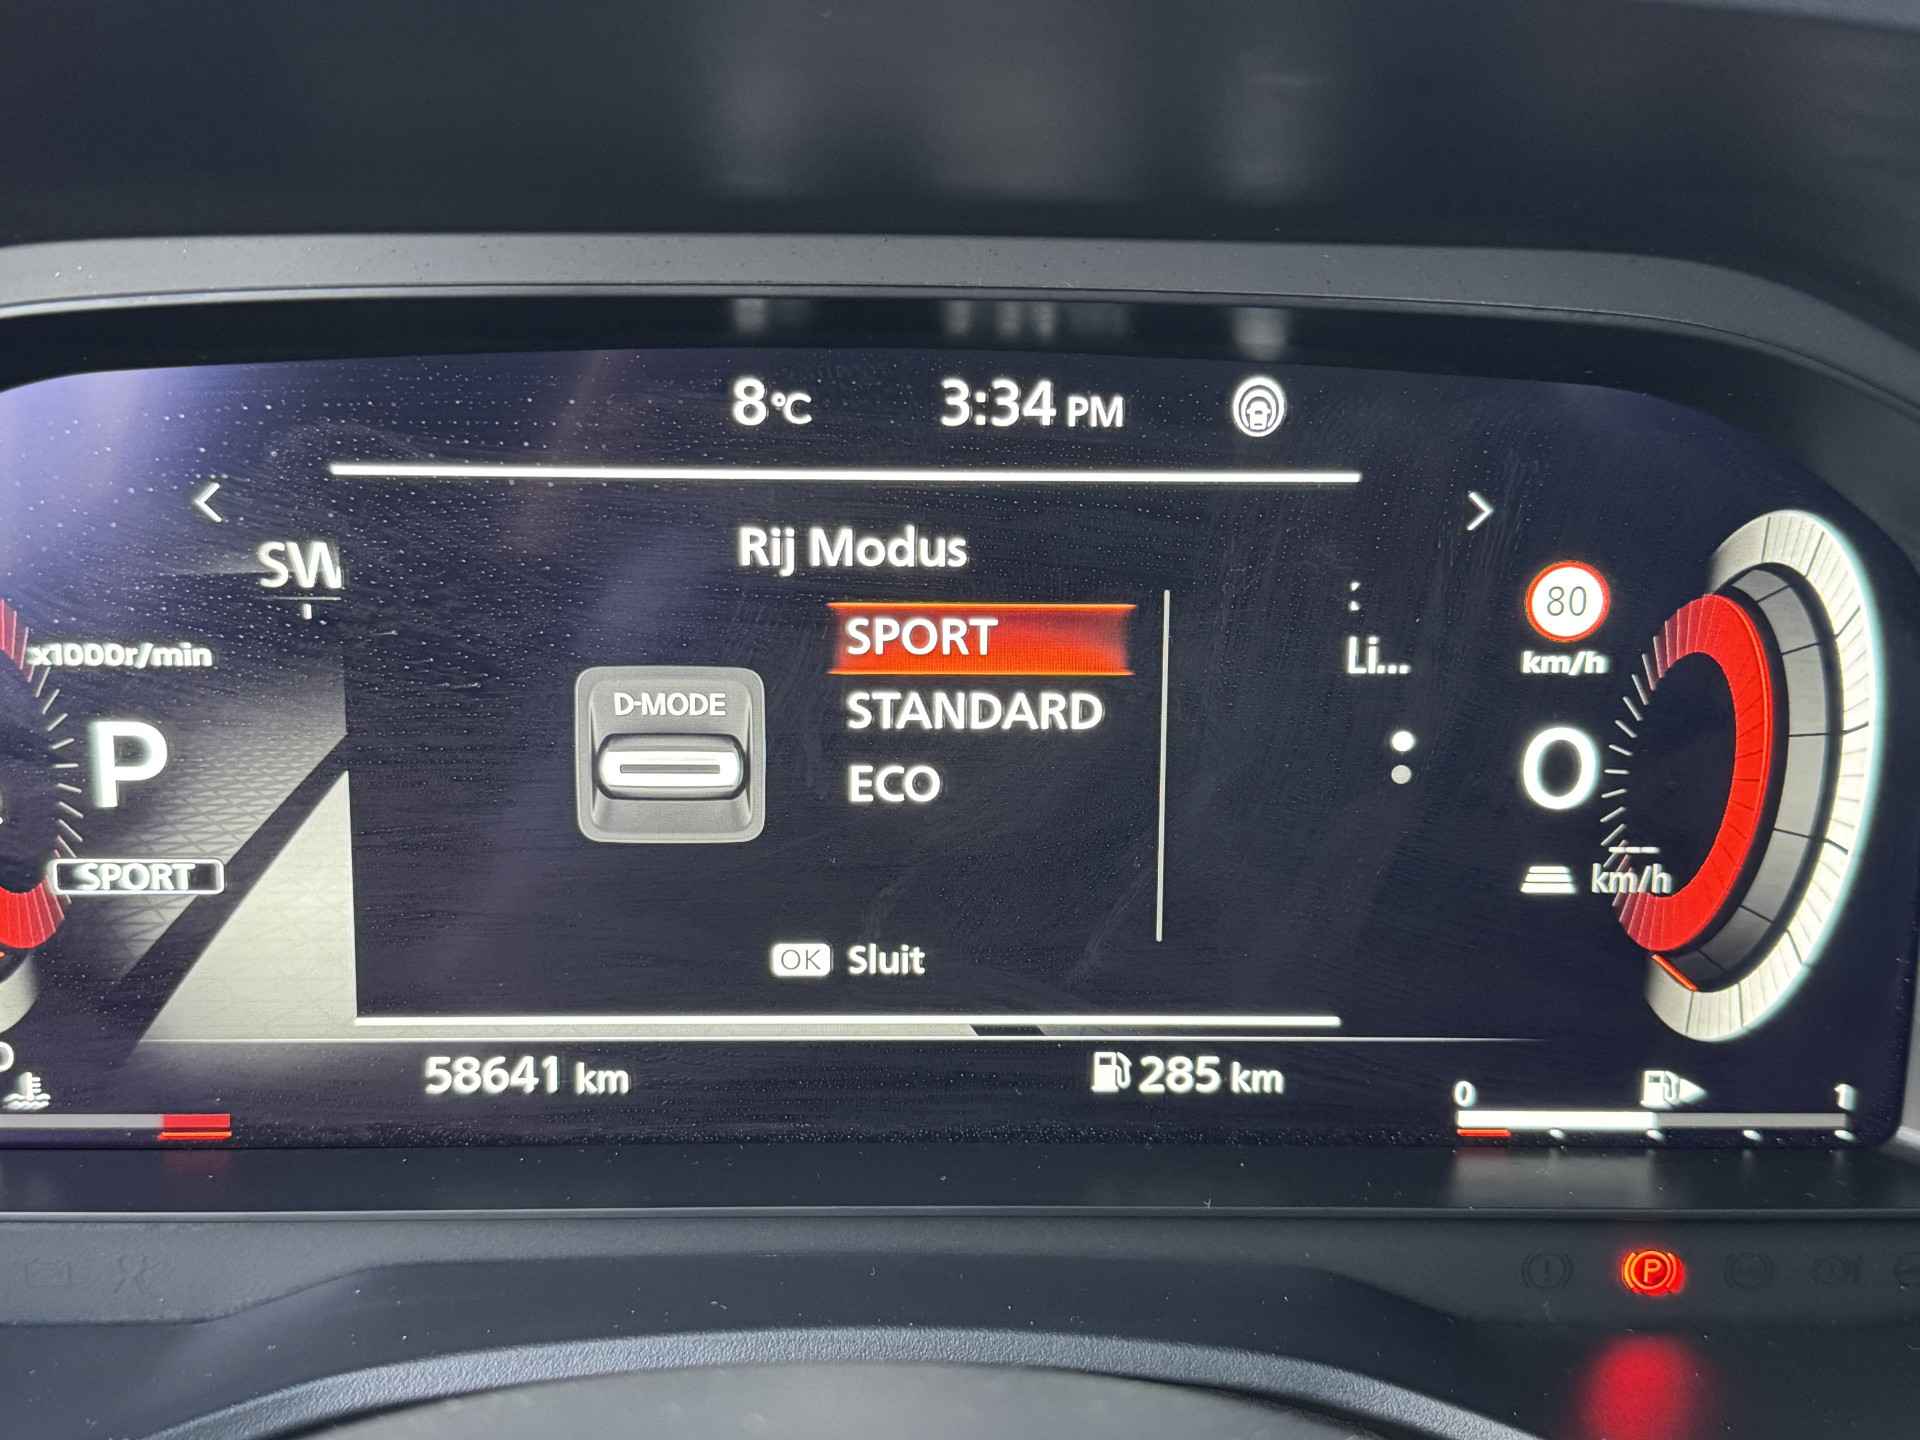 8°C 3:34 PM
SW
Rij Modus
SPORT
STANDARD
ECO
D-MODE
Li...
80
km/h
x1000r/min
P
SPORT
0
--- km/h
OK Sluit
58641 km
285 km
0 1
P